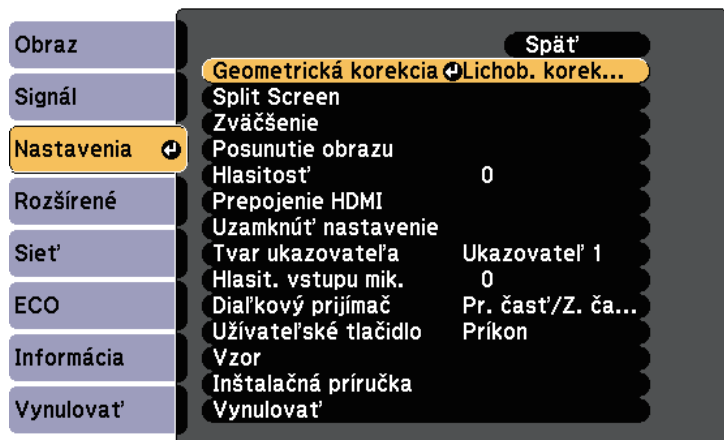 Obraz
Signál
Nastavenia
Rozšírené
Sieť
ECO
Informácia
Vynulovať
Späť
Geometrická korekcia Lichob. korek...
Split Screen
Zväčšenie
Posunutie obrazu
Hlasitosť 0
Prepojenie HDMI
Uzamknúť nastavenie
Tvar ukazovateľa Ukazovateľ 1
Hlasit. vstupu mik. 0
Diaľkový prijímač Pr. časť/Z. ča...
Užívateľské tlačidlo Príkon
Vzor
Inštalačná príručka
Vynulovať